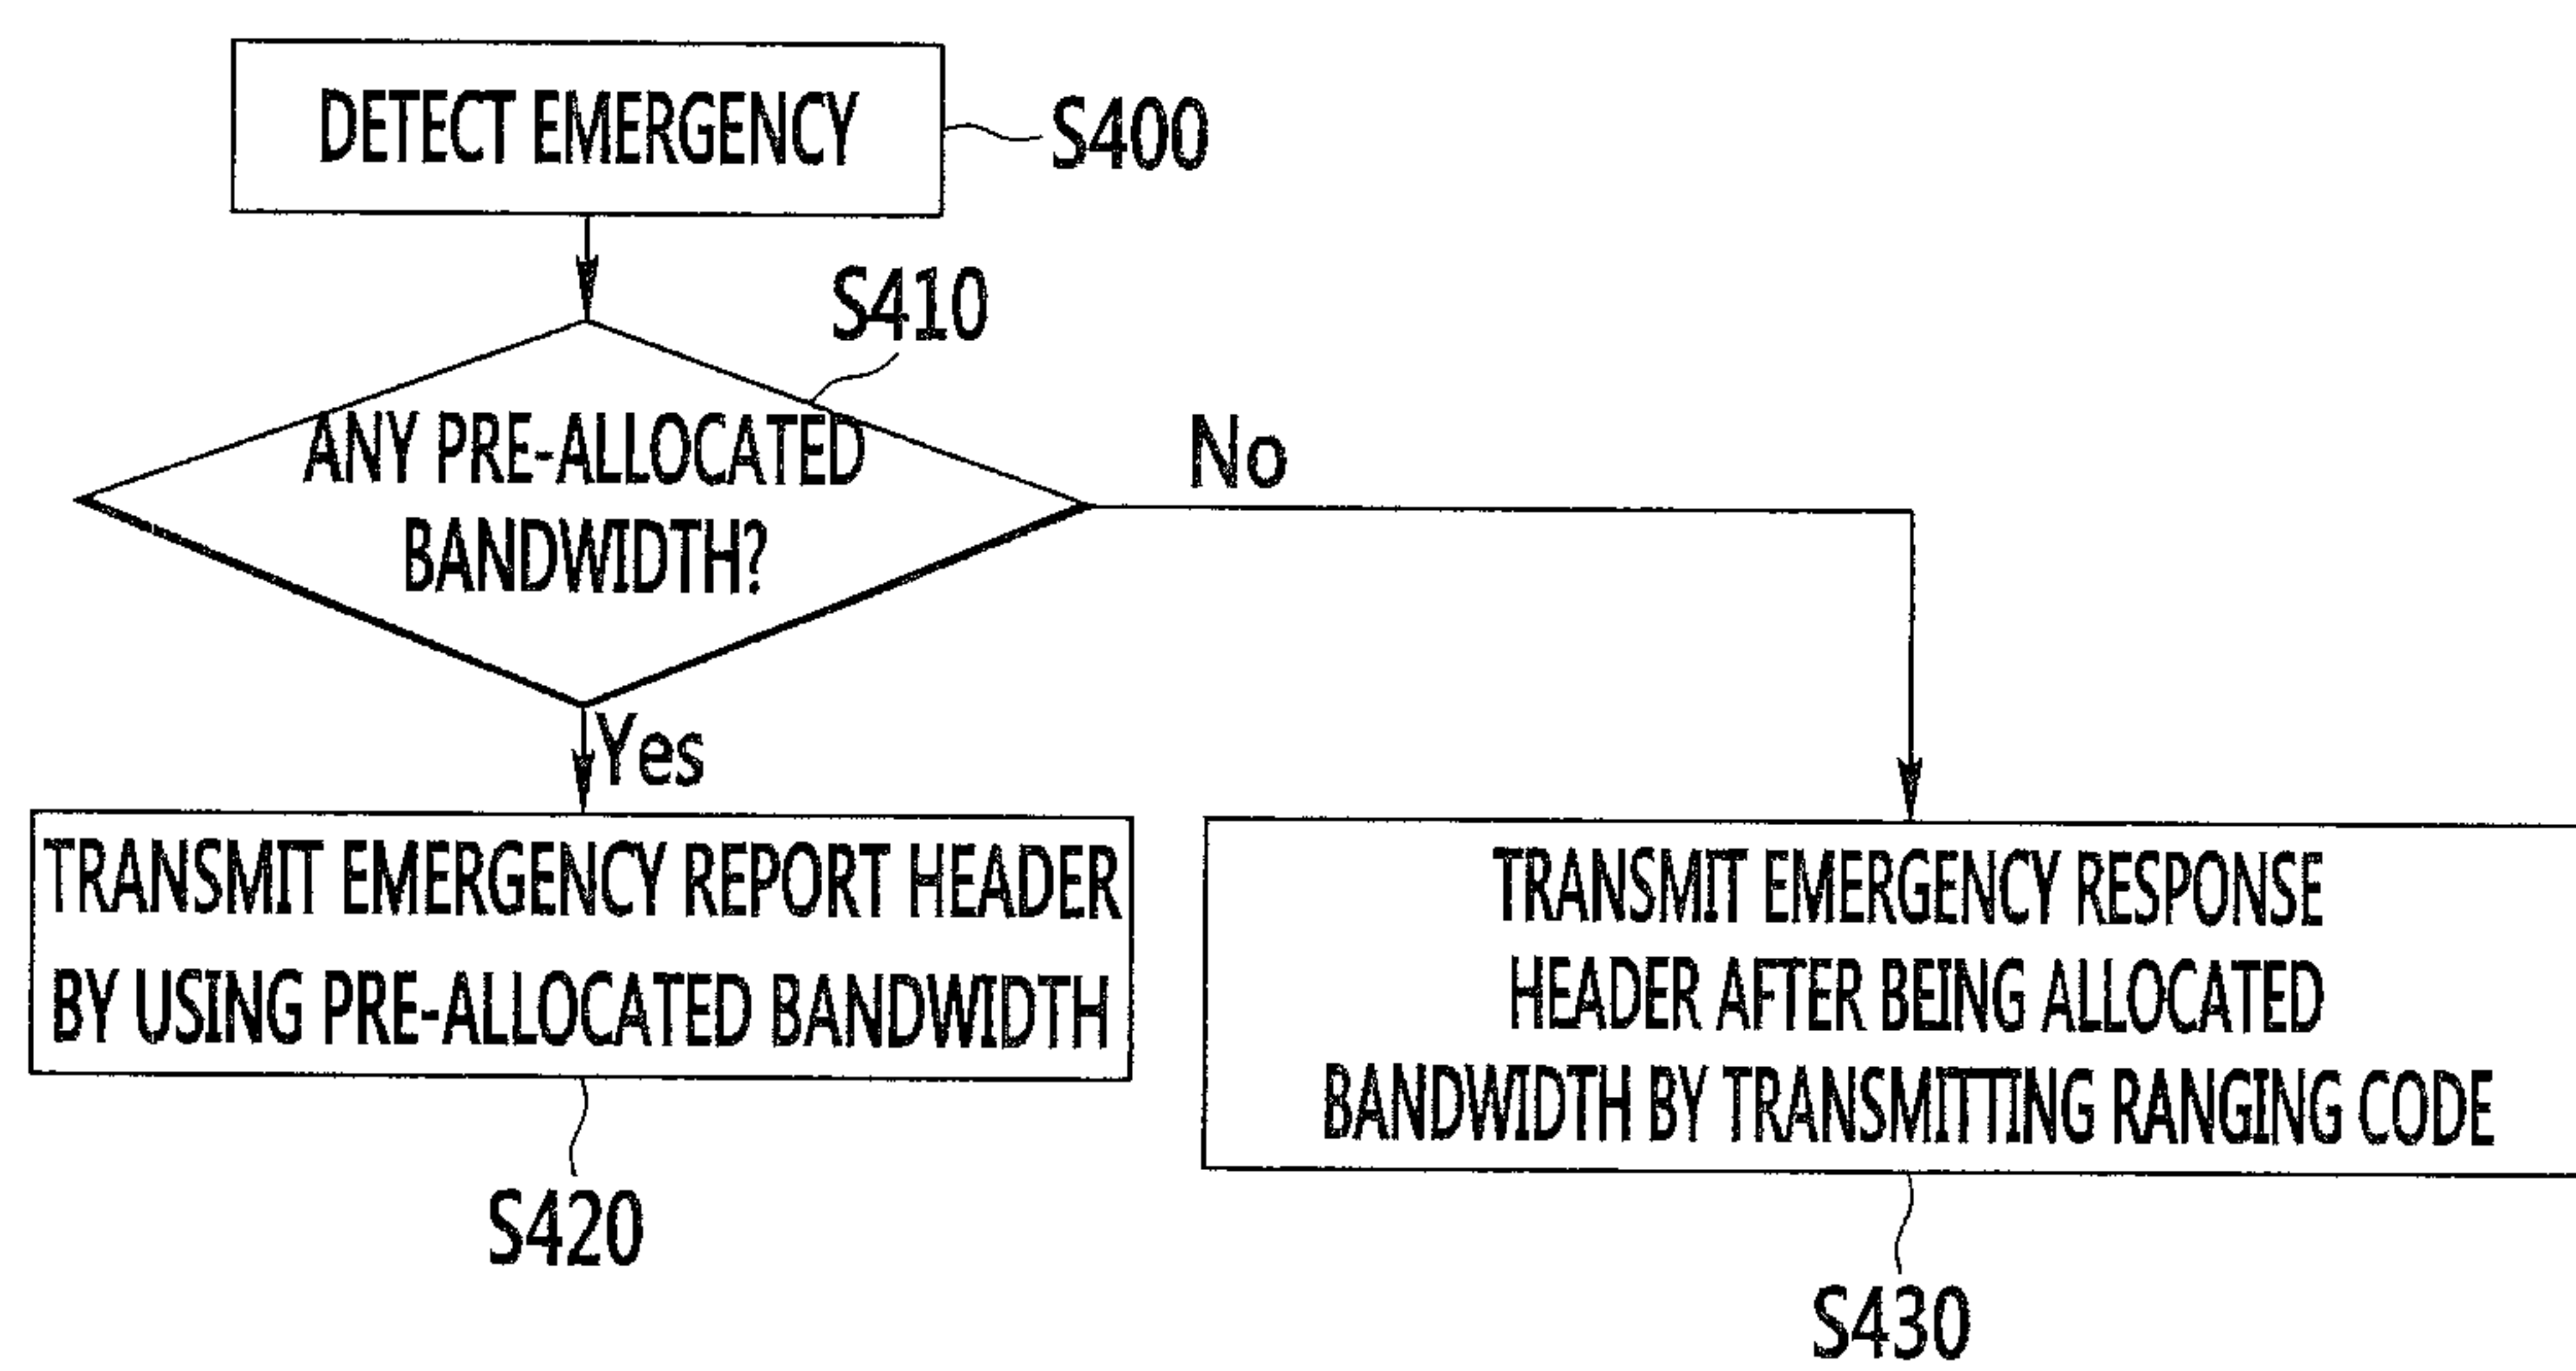 DETECT EMERGENCY
S400
S410
ANY PRE-ALLOCATED
BANDWIDTH?
No
Yes
TRANSMIT EMERGENCY REPORT HEADER
BY USING PRE-ALLOCATED BANDWIDTH
S420
TRANSMIT EMERGENCY RESPONSE
HEADER AFTER BEING ALLOCATED
BANDWIDTH BY TRANSMITTING RANGING CODE
S430